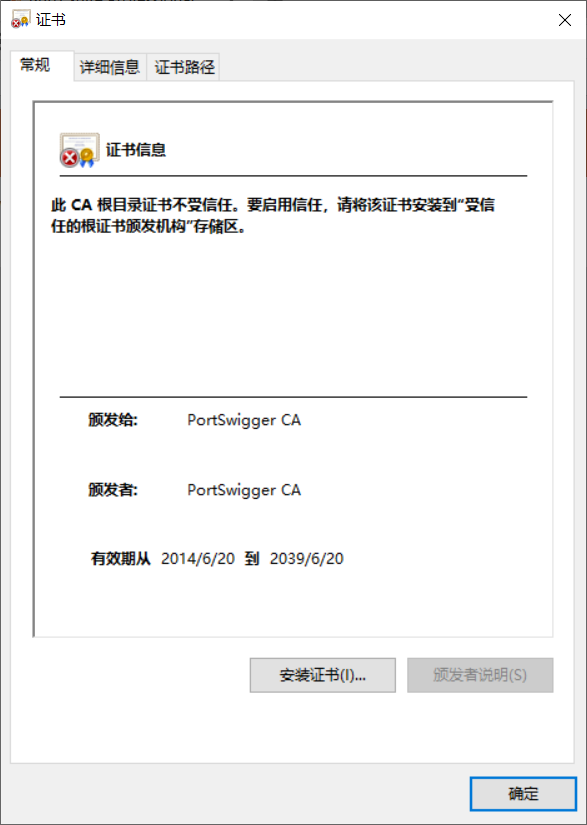 证书
常规 详细信息 证书路径
证书信息
此 CA 根目录证书不受信任。要启用信任，请将该证书安装到“受信
任的根证书颁发机构”存储区。
颁发给: PortSwigger CA
颁发者: PortSwigger CA
有效期从 2014/6/20 到 2039/6/20
安装证书(I)... 颁发者说明(S)
确定